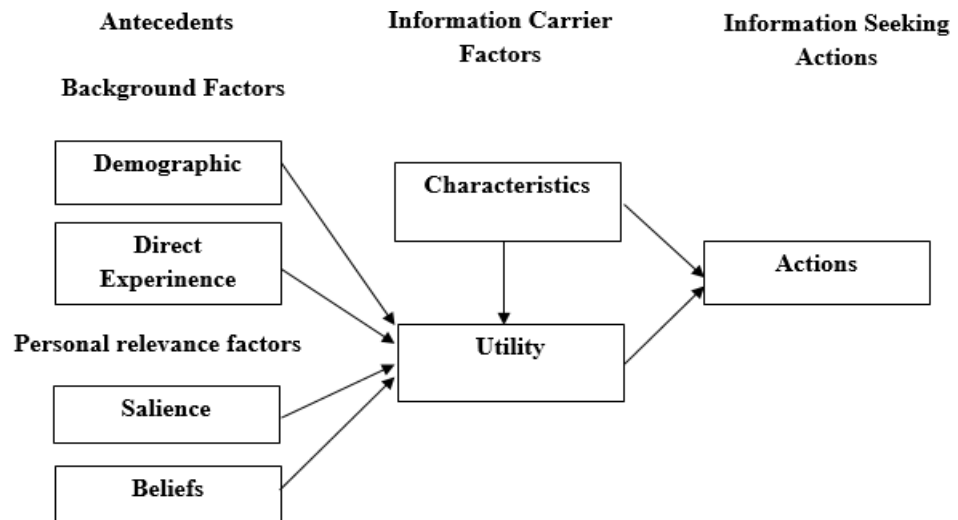 Antecedents
Information Carrier
Factors
Information Seeking
Actions
Background Factors
Demographic
Direct
Experinence
Personal relevance factors
Salience
Beliefs
Characteristics
Utility
Actions